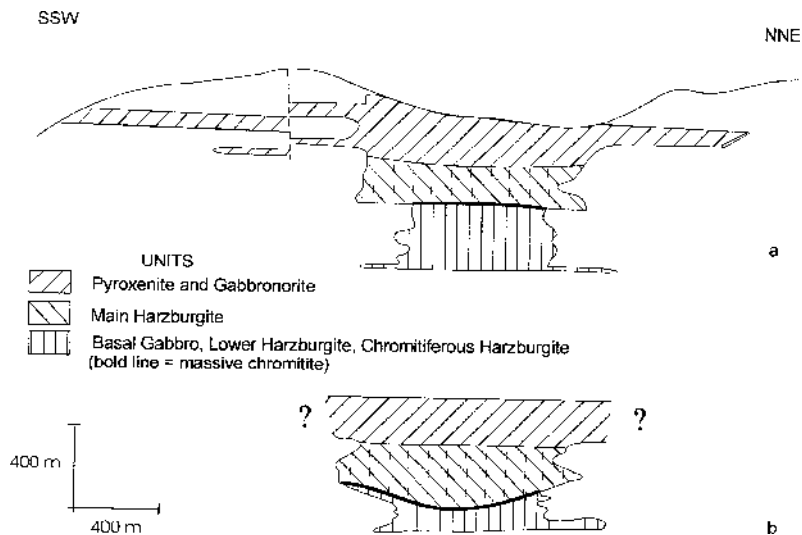 SSW
NNE
a
UNITS
Pyroxenite and Gabbronorite
Main Harzburgite
Basal Gabbro, Lower Harzburgite, Chromitiferous Harzburgite
(bold line = massive chromitite)
? ?
400 m
400 m
b